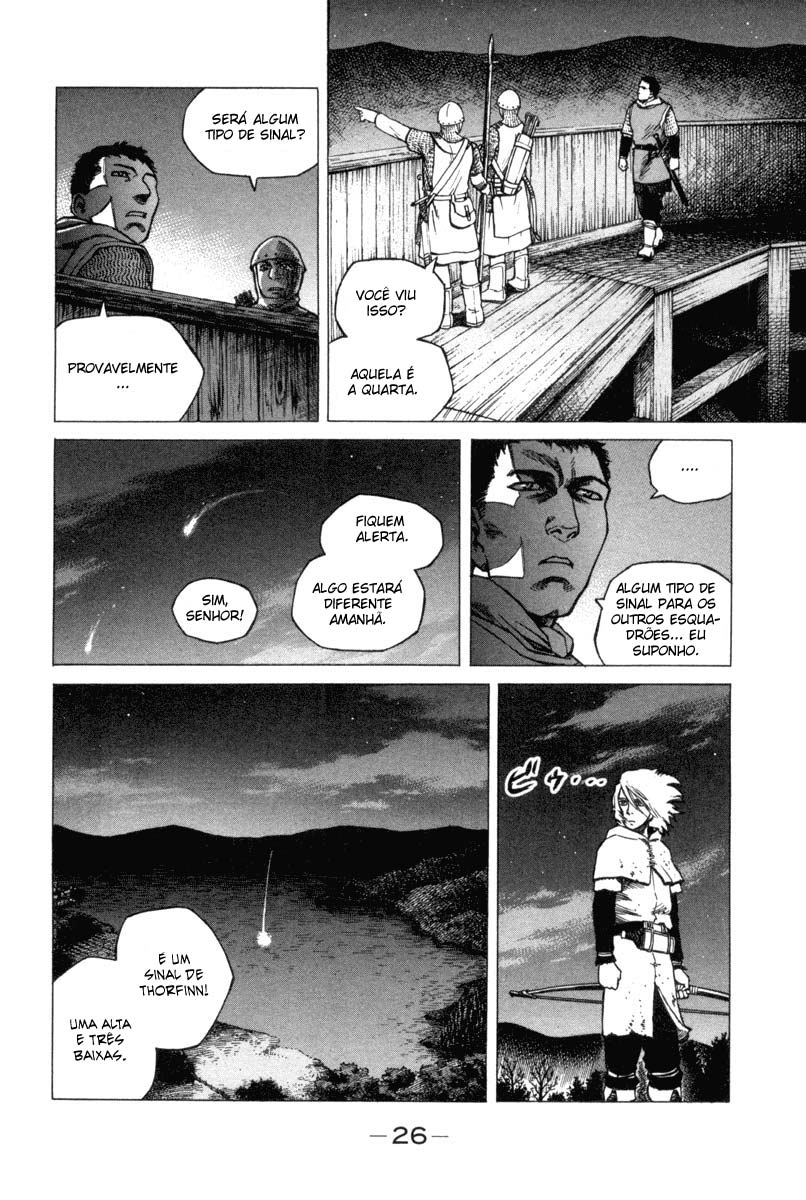 VOCÊ VIU
ISSO?
AQUELA É
A QUARTA.
SERÁ ALGUM
TIPO DE SINAL?
PROVAVELMENTE
...
....
ALGUM TIPO DE
SINAL PARA OS
OUTROS ESQUA-
DRÕES... EU
SUPONHO.
FIQUEM
ALERTA.
ALGO ESTARÁ
DIFERENTE
AMANHÃ.
SIM,
SENHOR!
ビゥ...
E UM
SINAL DE
THORFINN!
UMA ALTA
E TRÊS
BAIXAS.
—26—